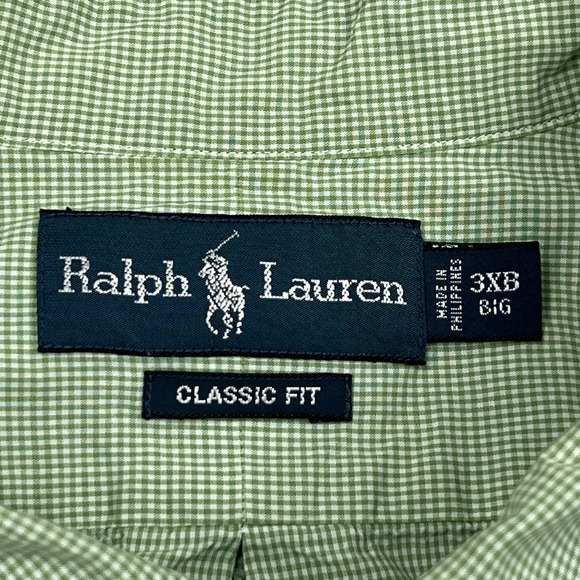 Ralph Lauren
MADE IN
PHILIPPINES
3XB
BIG
CLASSIC FIT